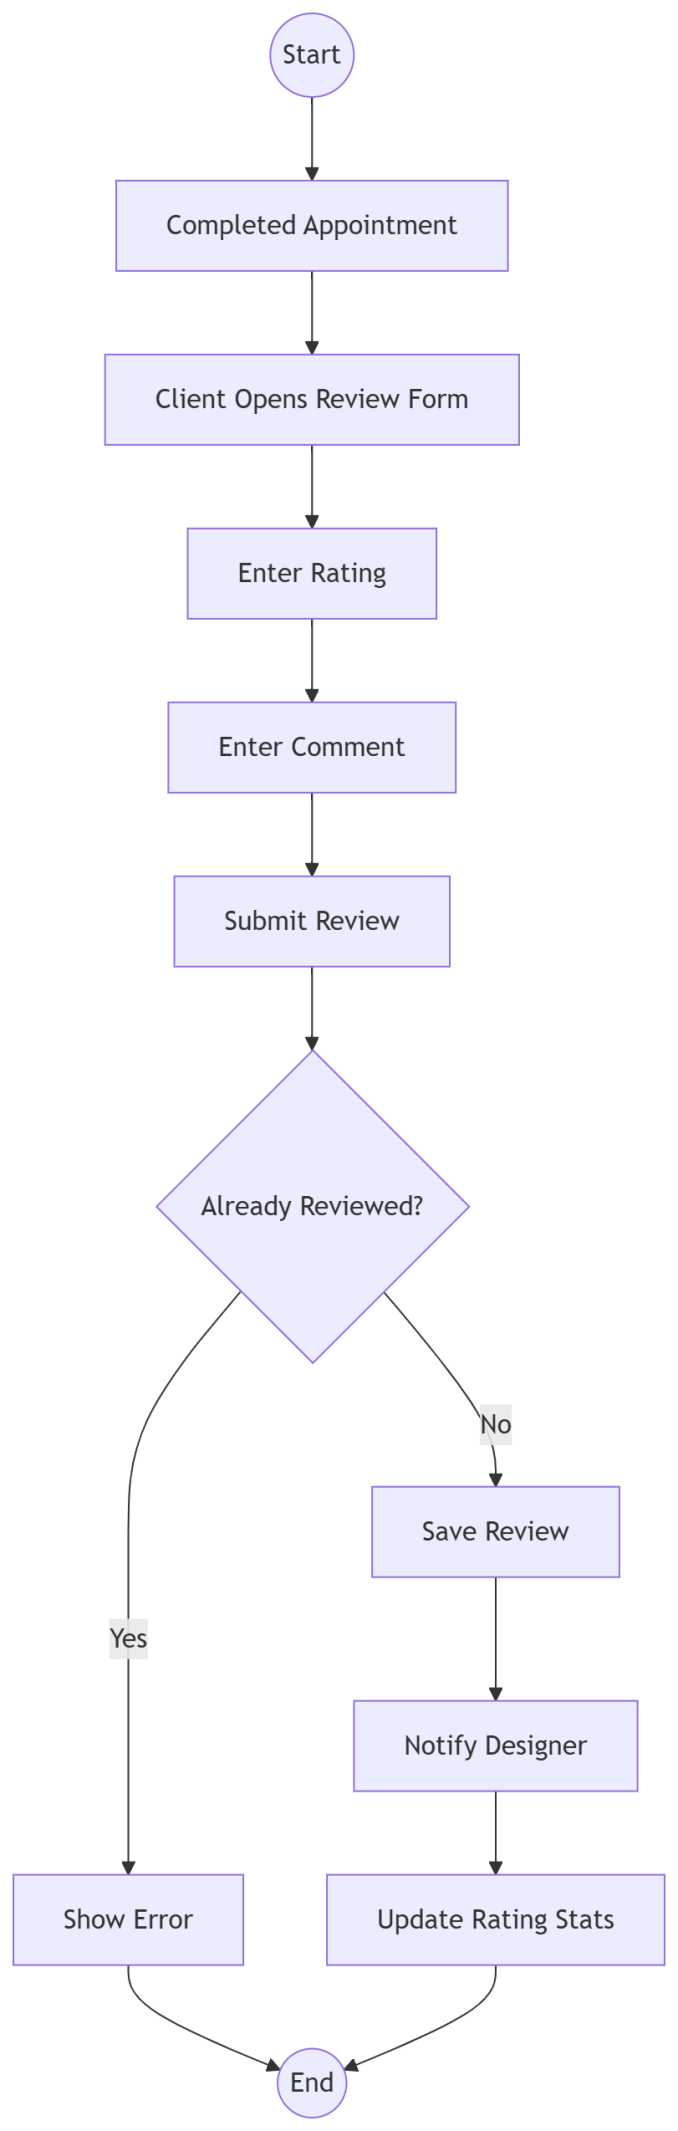 Start
Completed Appointment
Client Opens Review Form
Enter Rating
Enter Comment
Submit Review
Already Reviewed?
No
Save Review
Yes
Notify Designer
Show Error
Update Rating Stats
End